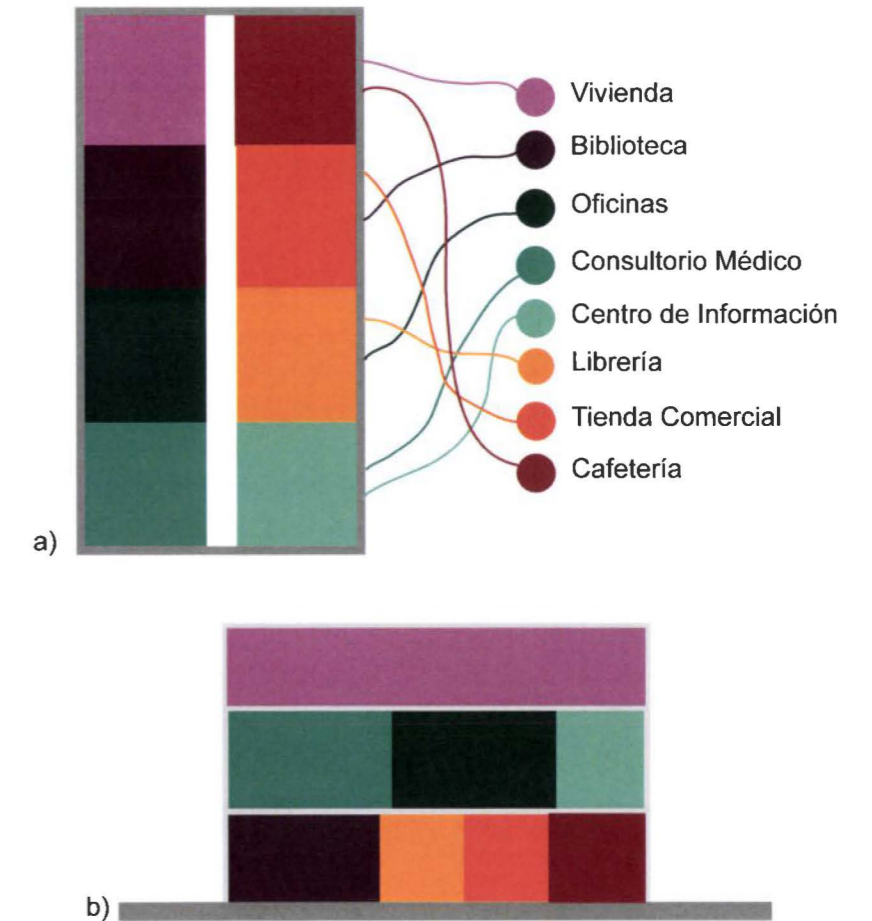 Vivienda
Biblioteca
Oficinas
Consultorio Médico
Centro de Información
Librería
Tienda Comercial
Cafetería
a)
b)